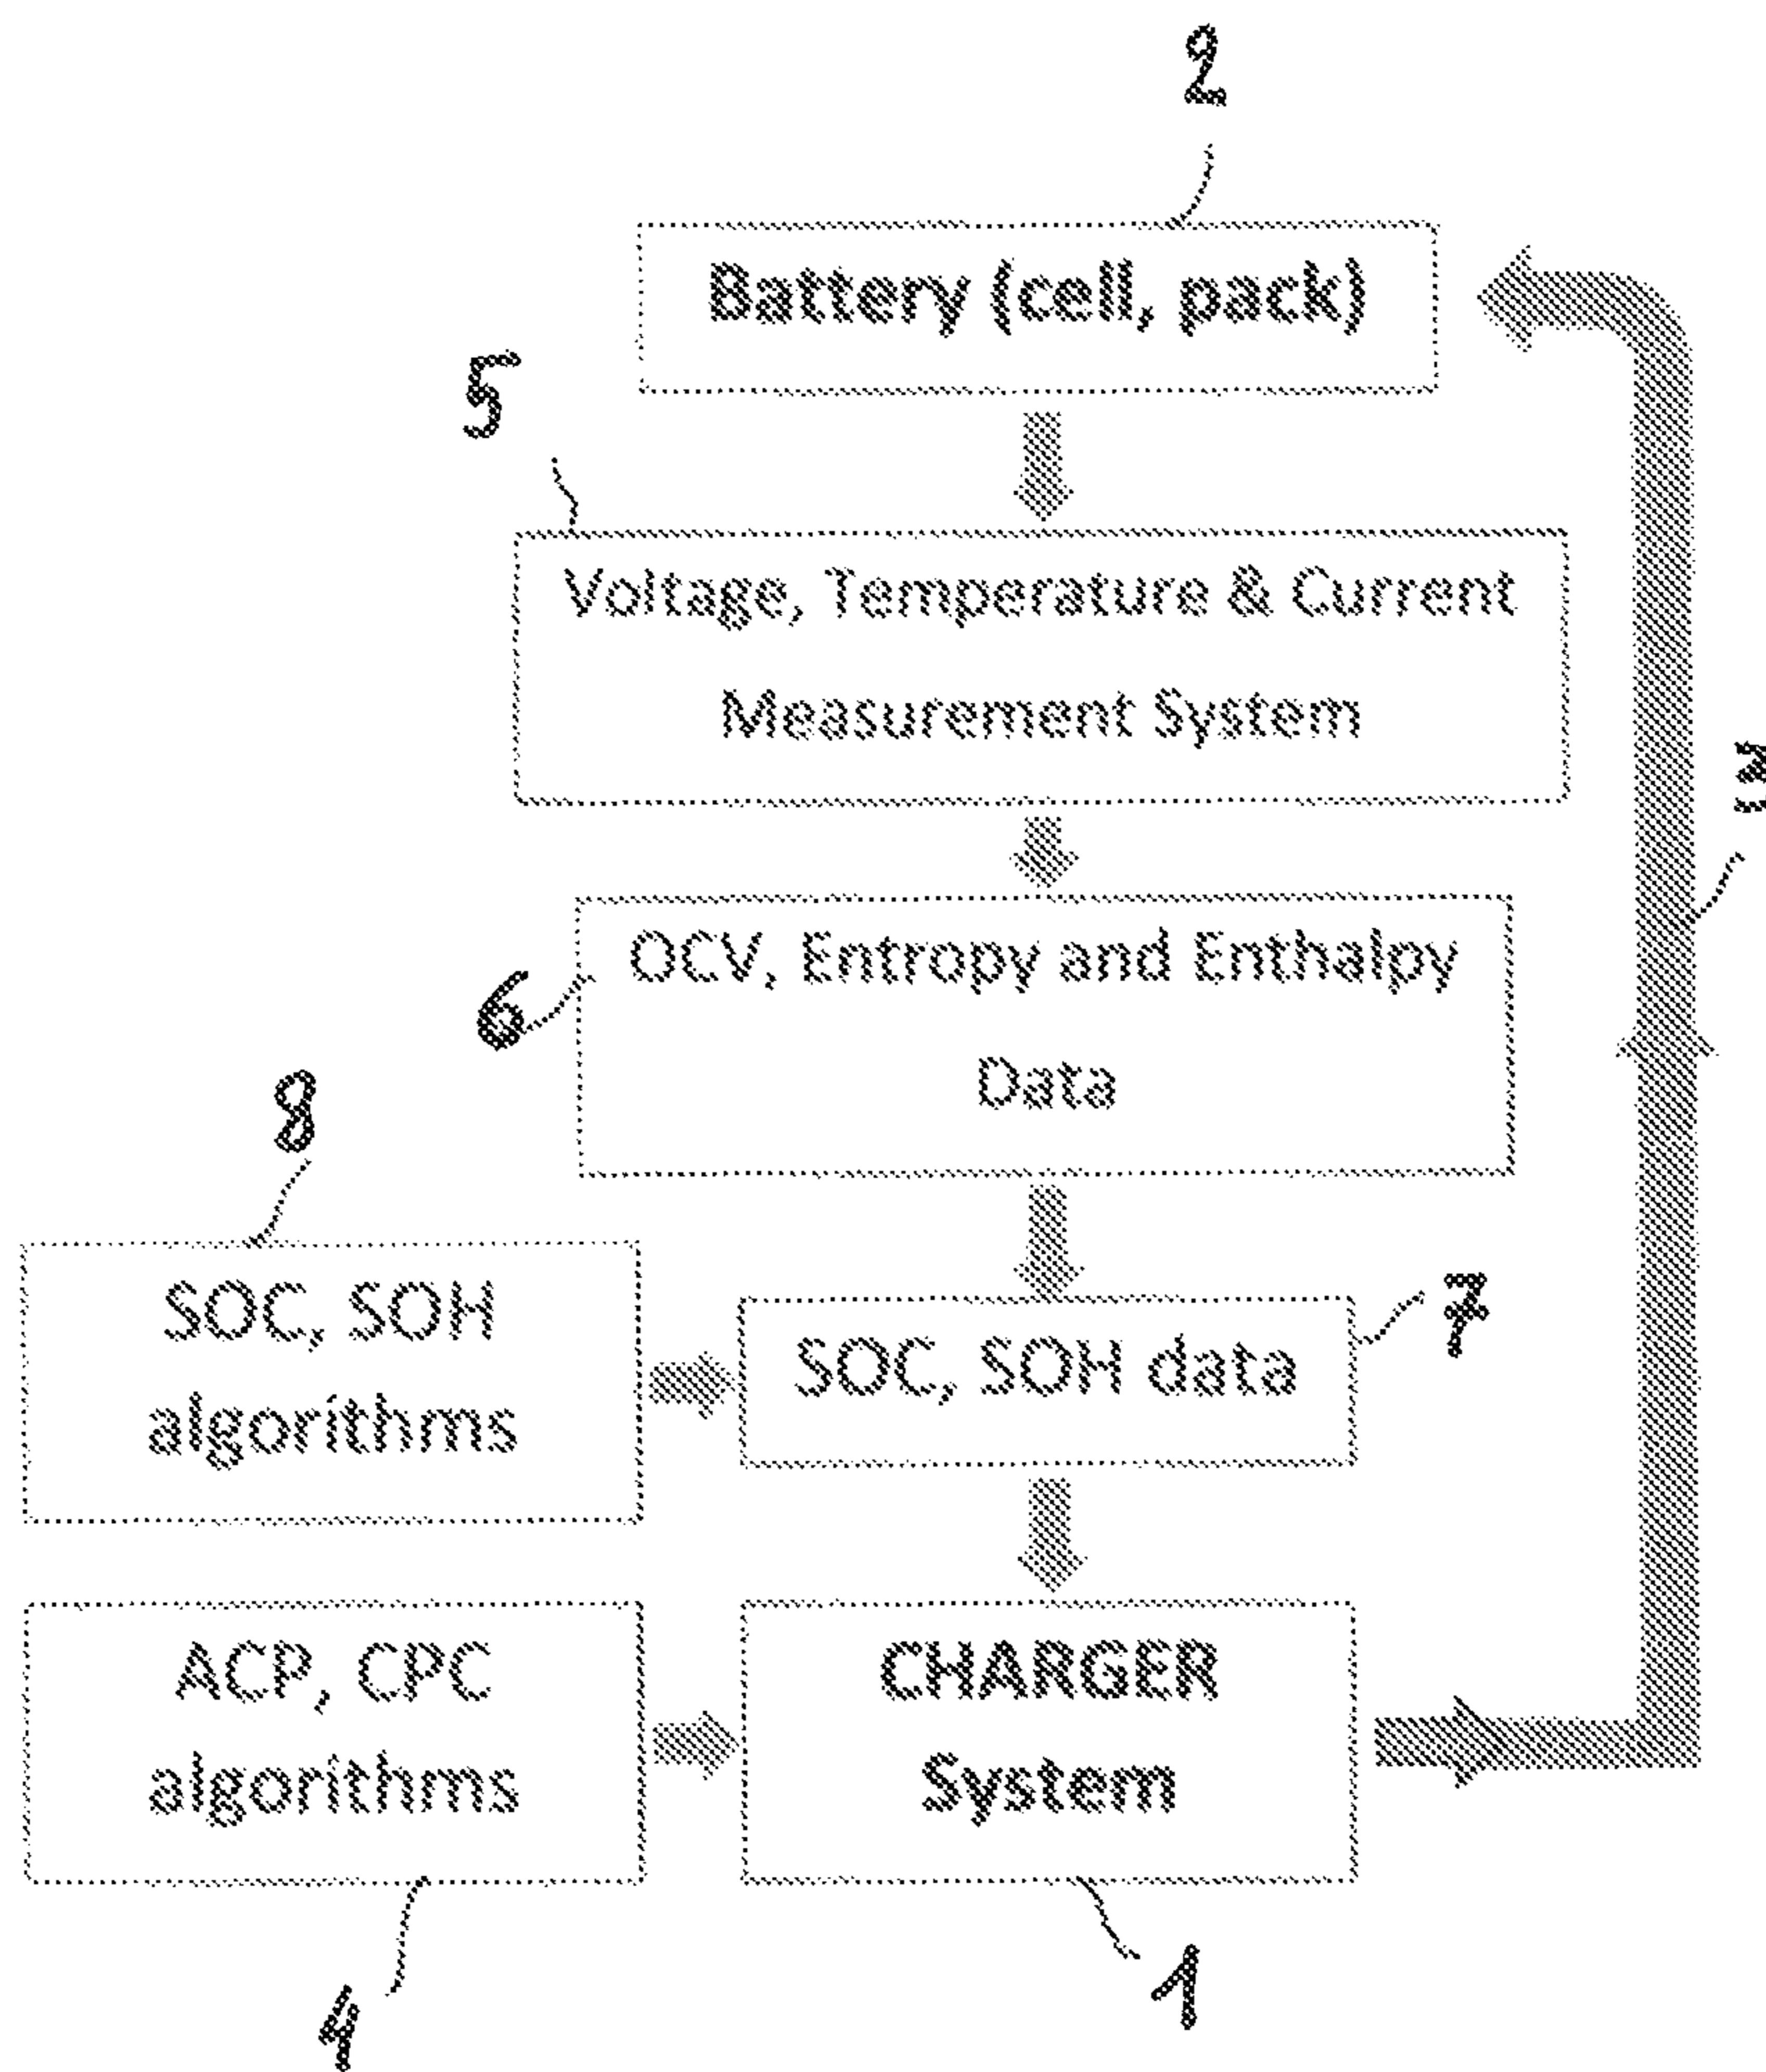 2
Battery (cell, pack)
5
Voltage, Temperature & Current
Measurement System
3
OCV, Entropy and Enthalpy
Data
6
8
SOC, SOH
algorithms
SOC, SOH data
7
ACP, CPC
algorithms
CHARGER
System
4
1